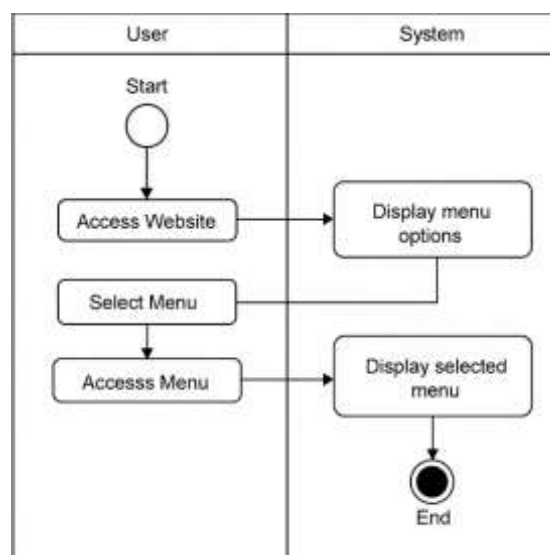 User
System
Start
Access Website
Display menu
options
Select Menu
Accesss Menu
Display selected
menu
End